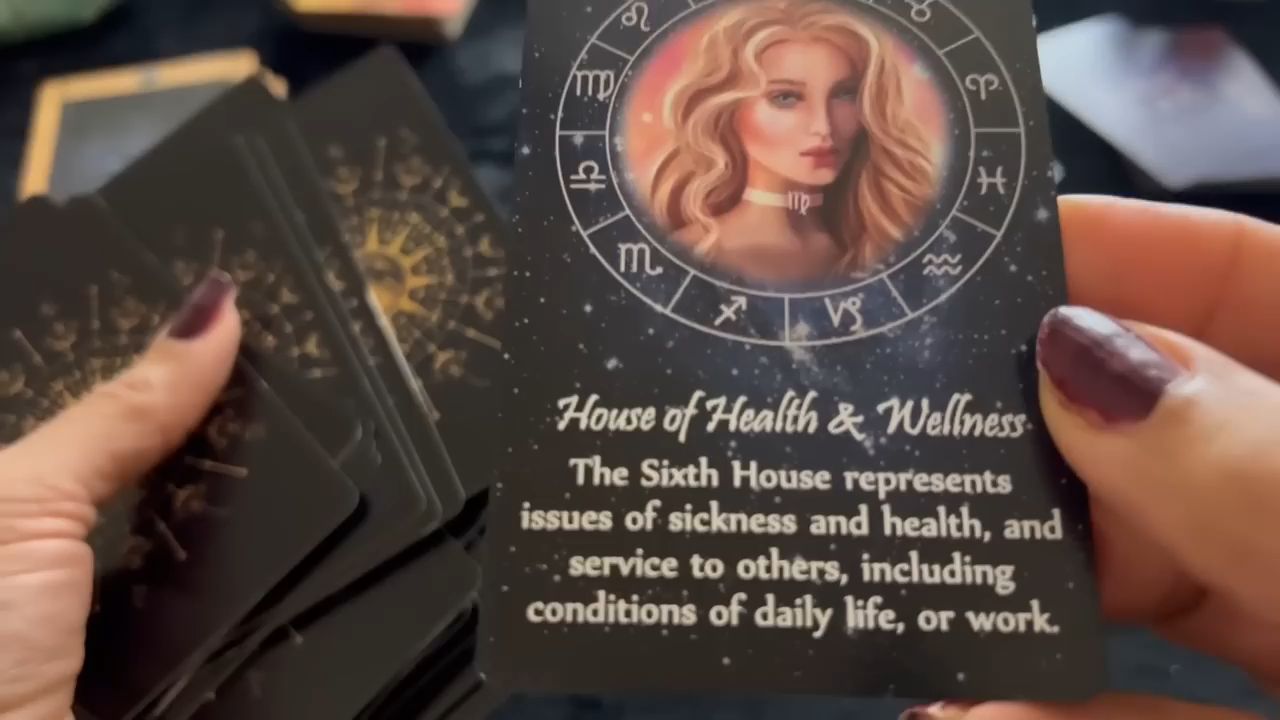 House of Health & Wellness
The Sixth House represents
issues of sickness and health, and
service to others, including
conditions of daily life, or work.